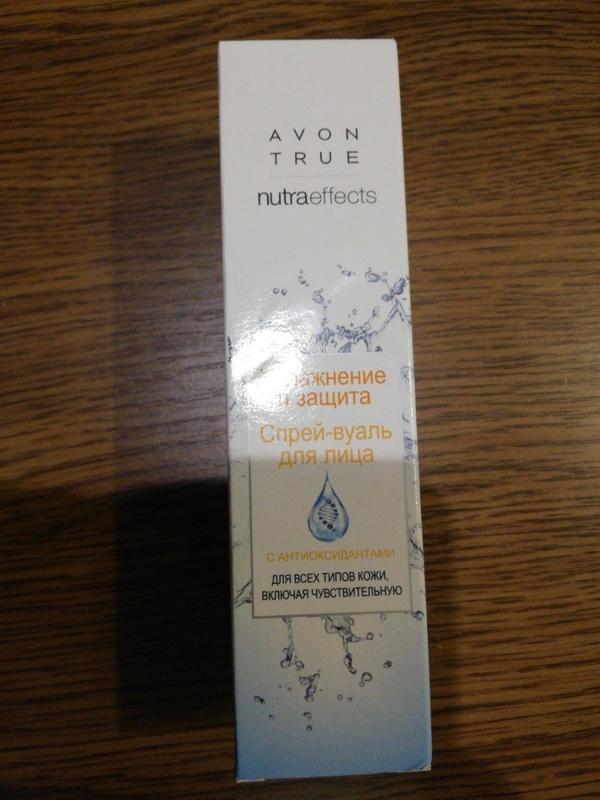 AVON
TRUE
nutraeffects
и защита
Спрей-вуаль
для лица
С АНТИОКСИДАНТАМИ
ДЛЯ ВСЕХ ТИПОВ КОЖИ,
ВКЛЮЧАЯ ЧУВСТВИТЕЛЬНУЮ